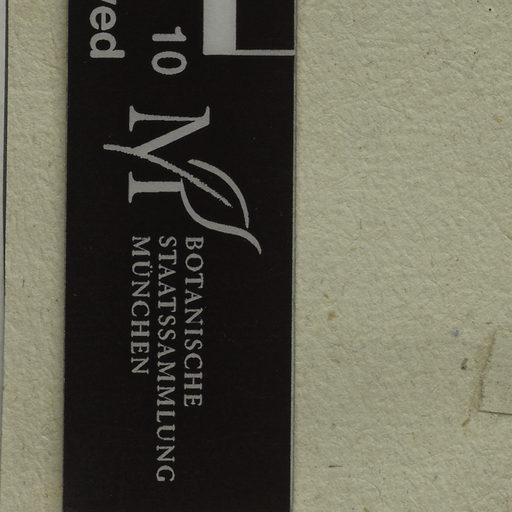 10
ved
M
BOTANISCHE
STAATSSAMMLUNG
MÜNCHEN